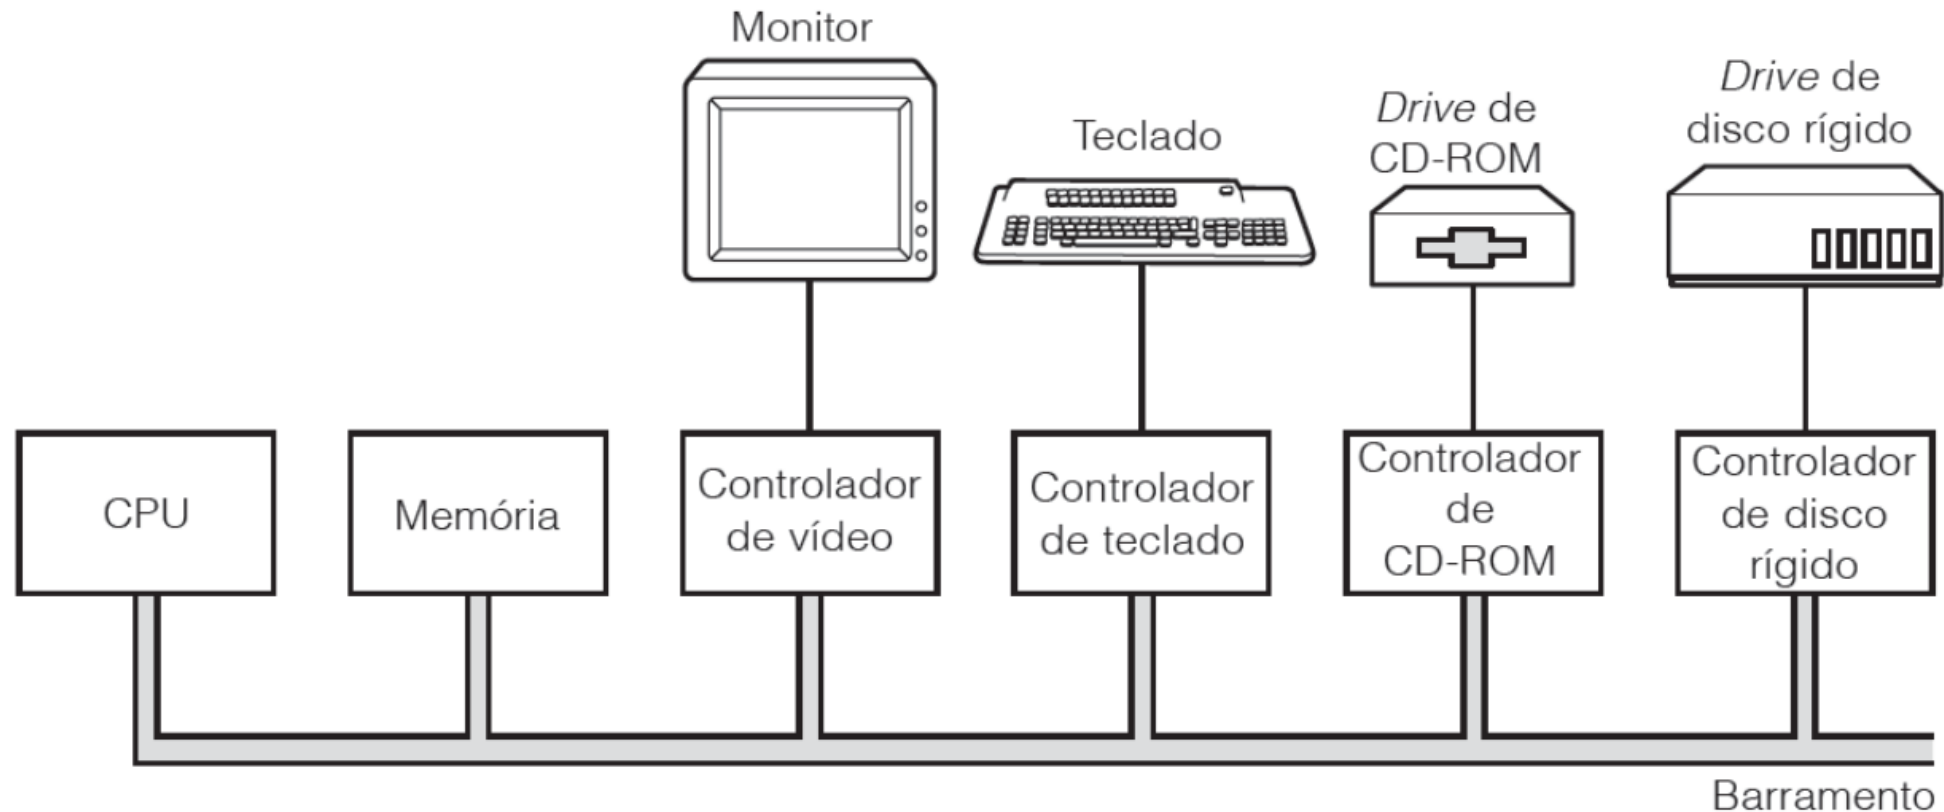 Monitor
Teclado
Drive de
CD-ROM
Drive de
disco rígido
CPU
Memória
Controlador
de vídeo
Controlador
de teclado
Controlador
de
CD-ROM
Controlador
de disco
rígido
Barramento